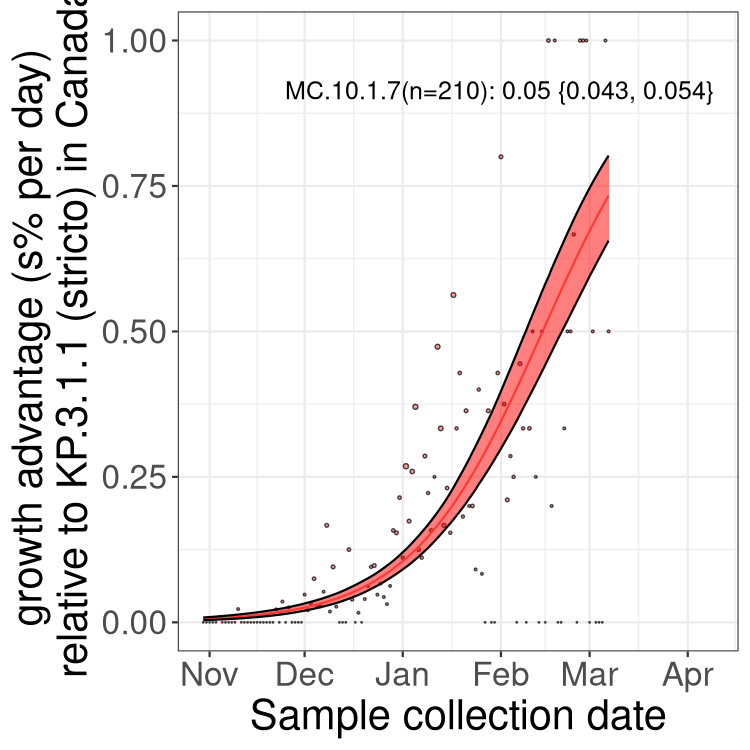 growth advantage (s% per day)
relative to KP.3.1.1 (stricto) in Canada
1.00
0.75
0.50
0.25
0.00
MC.10.1.7(n=210): 0.05 {0.043, 0.054}
Nov Dec Jan Feb Mar Apr
Sample collection date